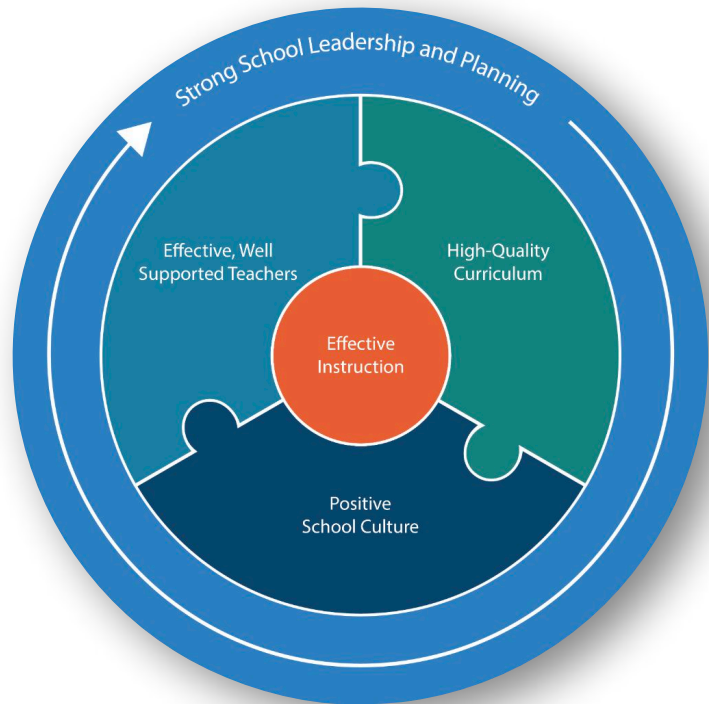 Strong School Leadership and Planning
Effective, Well
Supported Teachers
High-Quality
Curriculum
Effective
Instruction
Positive
School Culture